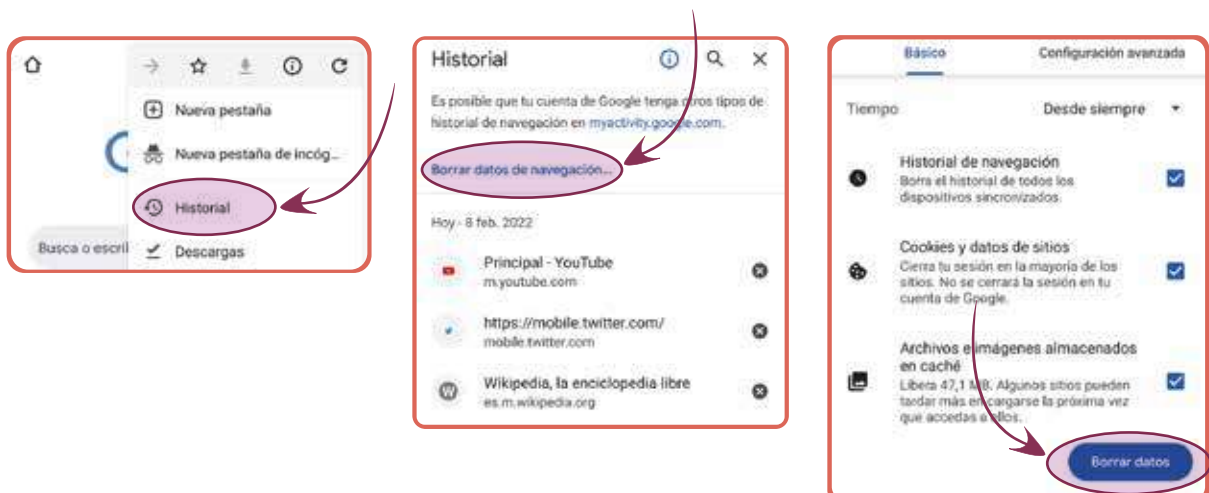 Nueva pestaña
Nueva pestaña de incóg...
Historial
Busca o escri
Descargas
Historial
Es posible que tu cuenta de Google tenga otros tipos de
historial de navegación en myactivity.google.com.
Borrar datos de navegación...
Hoy - 8 feb. 2022
Principal - YouTube
m.youtube.com
https://mobile.twitter.com/
mobile.twitter.com
Wikipedia, la enciclopedia libre
es.m.wikipedia.org
Básico
Configuración avanzada
Tiempo
Desde siempre
Historial de navegación
Borra el historial de todos los
dispositivos sincronizados.
Cookies y datos de sitios
Cierra tu sesión en la mayoría de los
sitios. No se cerrará la sesión en tu
cuenta de Google.
Archivos e imágenes almacenados
en caché
Libera 47,1 MB. Algunos sitios pueden
tardar más en cargarse la próxima vez
que accedas a ellos.
Borrar datos